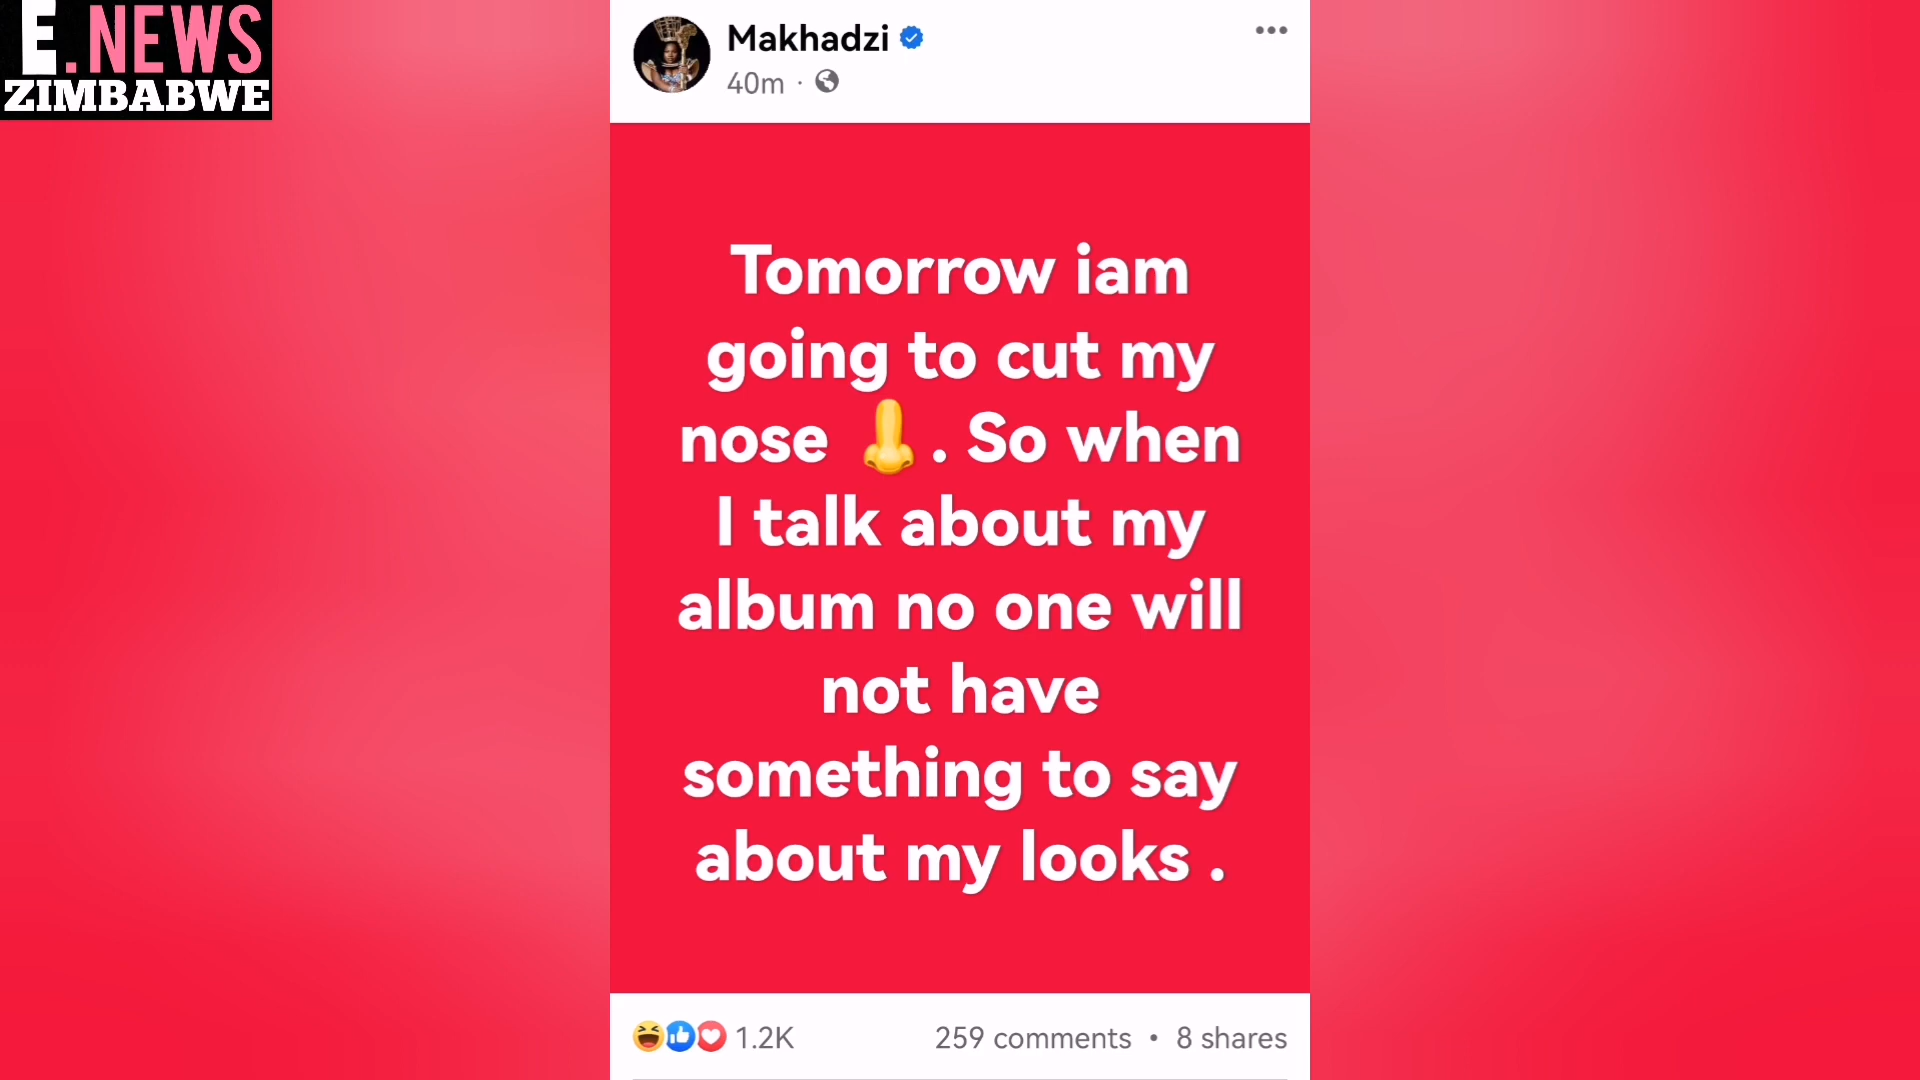 E.NEWS
ZIMBABWE
Makhadzi
40m ·
Tomorrow iam
going to cut my
nose 👃. So when
I talk about my
album no one will
not have
something to say
about my looks .
1.2K 259 comments • 8 shares